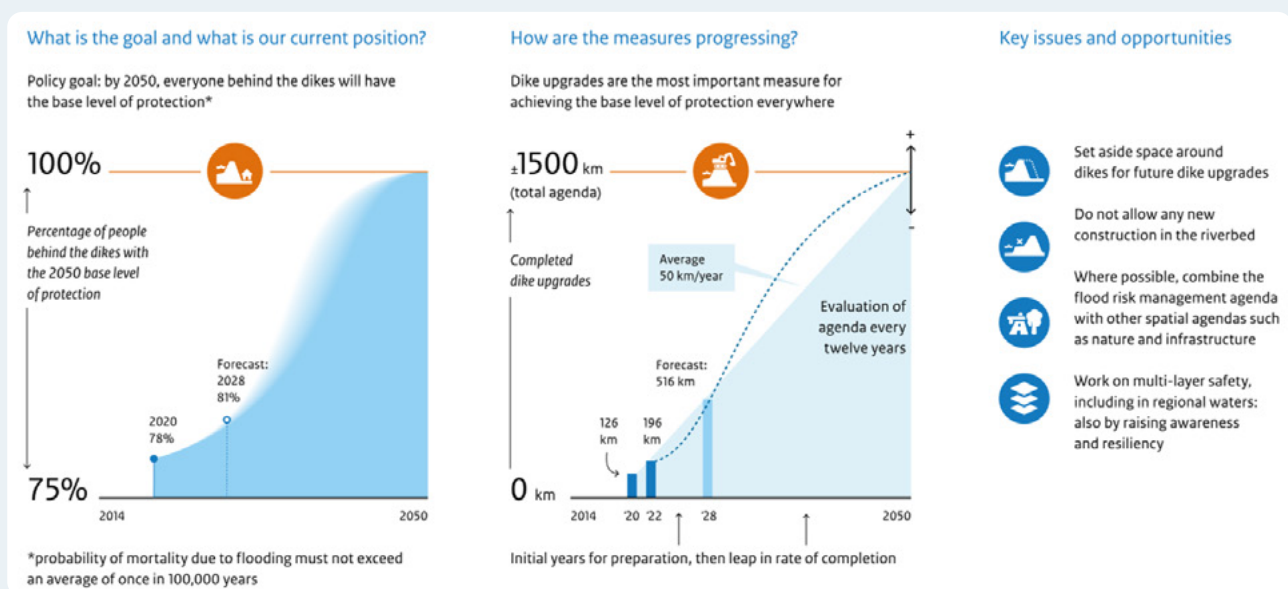 What is the goal and what is our current position?
Policy goal: by 2050, everyone behind the dikes will have
the base level of protection*
100%
Percentage of people
behind the dikes with
the 2050 base level
of protection
Forecast:
2028
81%
2020
78%
75%
2014
2050
*probability of mortality due to flooding must not exceed
an average of once in 100,000 years
How are the measures progressing?
Dike upgrades are the most important measure for
achieving the base level of protection everywhere
+
±1500 km
(total agenda)
-
Completed
dike upgrades
Average
50 km/year
Evaluation of
agenda every
twelve years
Forecast:
516 km
126
km
196
km
0 km
2014
'20
'22
'28
2050
Initial years for preparation, then leap in rate of completion
Key issues and opportunities
Set aside space around
dikes for future dike upgrades
Do not allow any new
construction in the riverbed
Where possible, combine the
flood risk management agenda
with other spatial agendas such
as nature and infrastructure
Work on multi-layer safety,
including in regional waters:
also by raising awareness
and resiliency